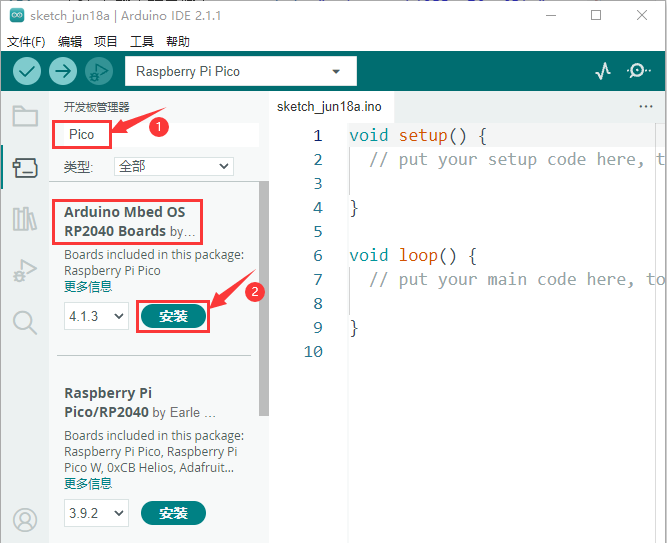 sketch_jun18a | Arduino IDE 2.1.1
文件(F) 编辑 项目 工具 帮助
Raspberry Pi Pico
开发板管理器
Pico
1
类型: 全部
Arduino Mbed OS
RP2040 Boards by...
Boards included in this package:
Raspberry Pi Pico
更多信息
2
4.1.3 安装
Raspberry Pi
Pico/RP2040 by Earle ...
Boards included in this package:
Raspberry Pi Pico, Raspberry Pi
Pico W, 0xCB Helios, Adafruit...
更多信息
3.9.2 安装
sketch_jun18a.ino
1 void setup() {
2 // put your setup code here, t
3
4 }
5
6 void loop() {
7 // put your main code here, to
8
9 }
10